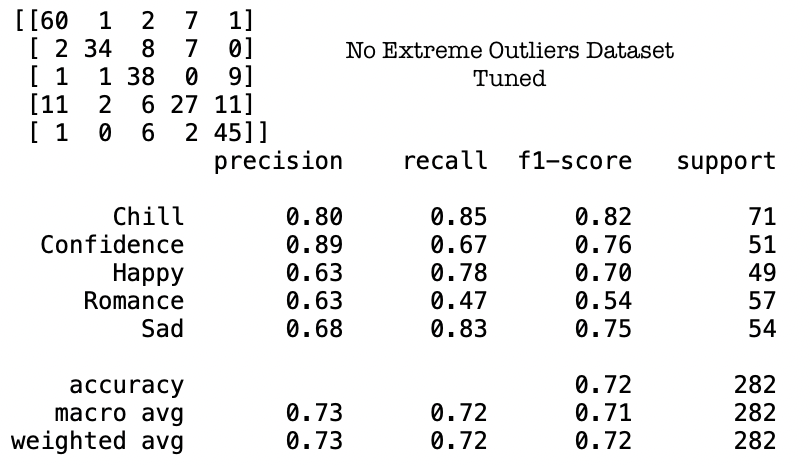 [[60 1 2 7 1]
[ 2 34 8 7 0]
[ 1 1 38 0 9]
[11 2 6 27 11]
[ 1 0 6 2 45]]
No Extreme Outliers Dataset
Tuned
precision recall f1-score support
Chill 0.80 0.85 0.82 71
Confidence 0.89 0.67 0.76 51
Happy 0.63 0.78 0.70 49
Romance 0.63 0.47 0.54 57
Sad 0.68 0.83 0.75 54
accuracy 0.72 282
macro avg 0.73 0.72 0.71 282
weighted avg 0.73 0.72 0.72 282